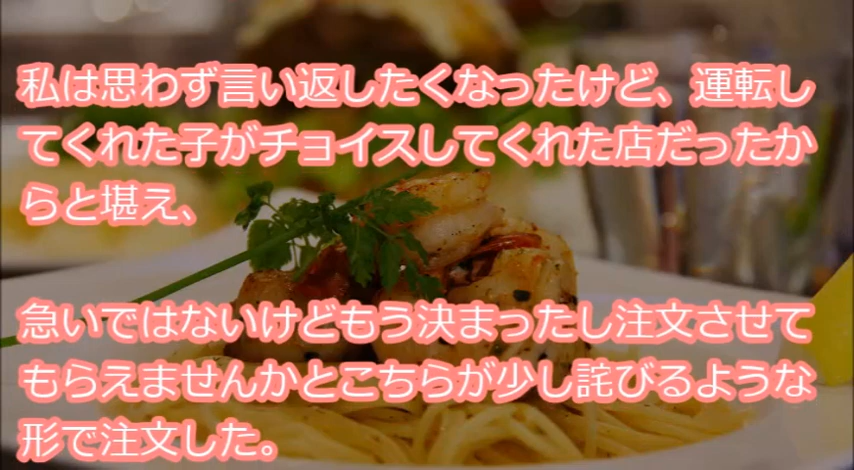 私は思わず言い返したくなったけど、運転し
てくれた子がチョイスしてくれた店だったか
らと堪え、
急いではないけどもう決まったし注文させて
もらえませんかとこちらが少し詫びるような
形で注文した。